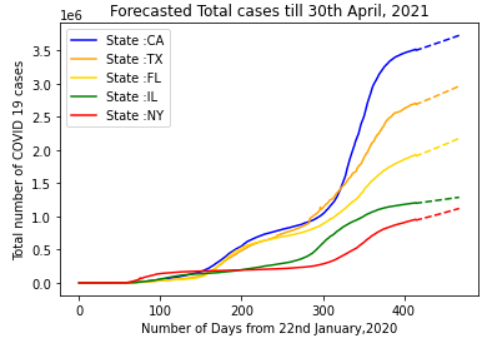 Forecasted Total cases till 30th April, 2021
1e6
State :CA
State :TX
State :FL
State :IL
State :NY
3.5
3.0
2.5
2.0
1.5
1.0
0.5
0.0
Total number of COVID 19 cases
0 100 200 300 400
Number of Days from 22nd January,2020